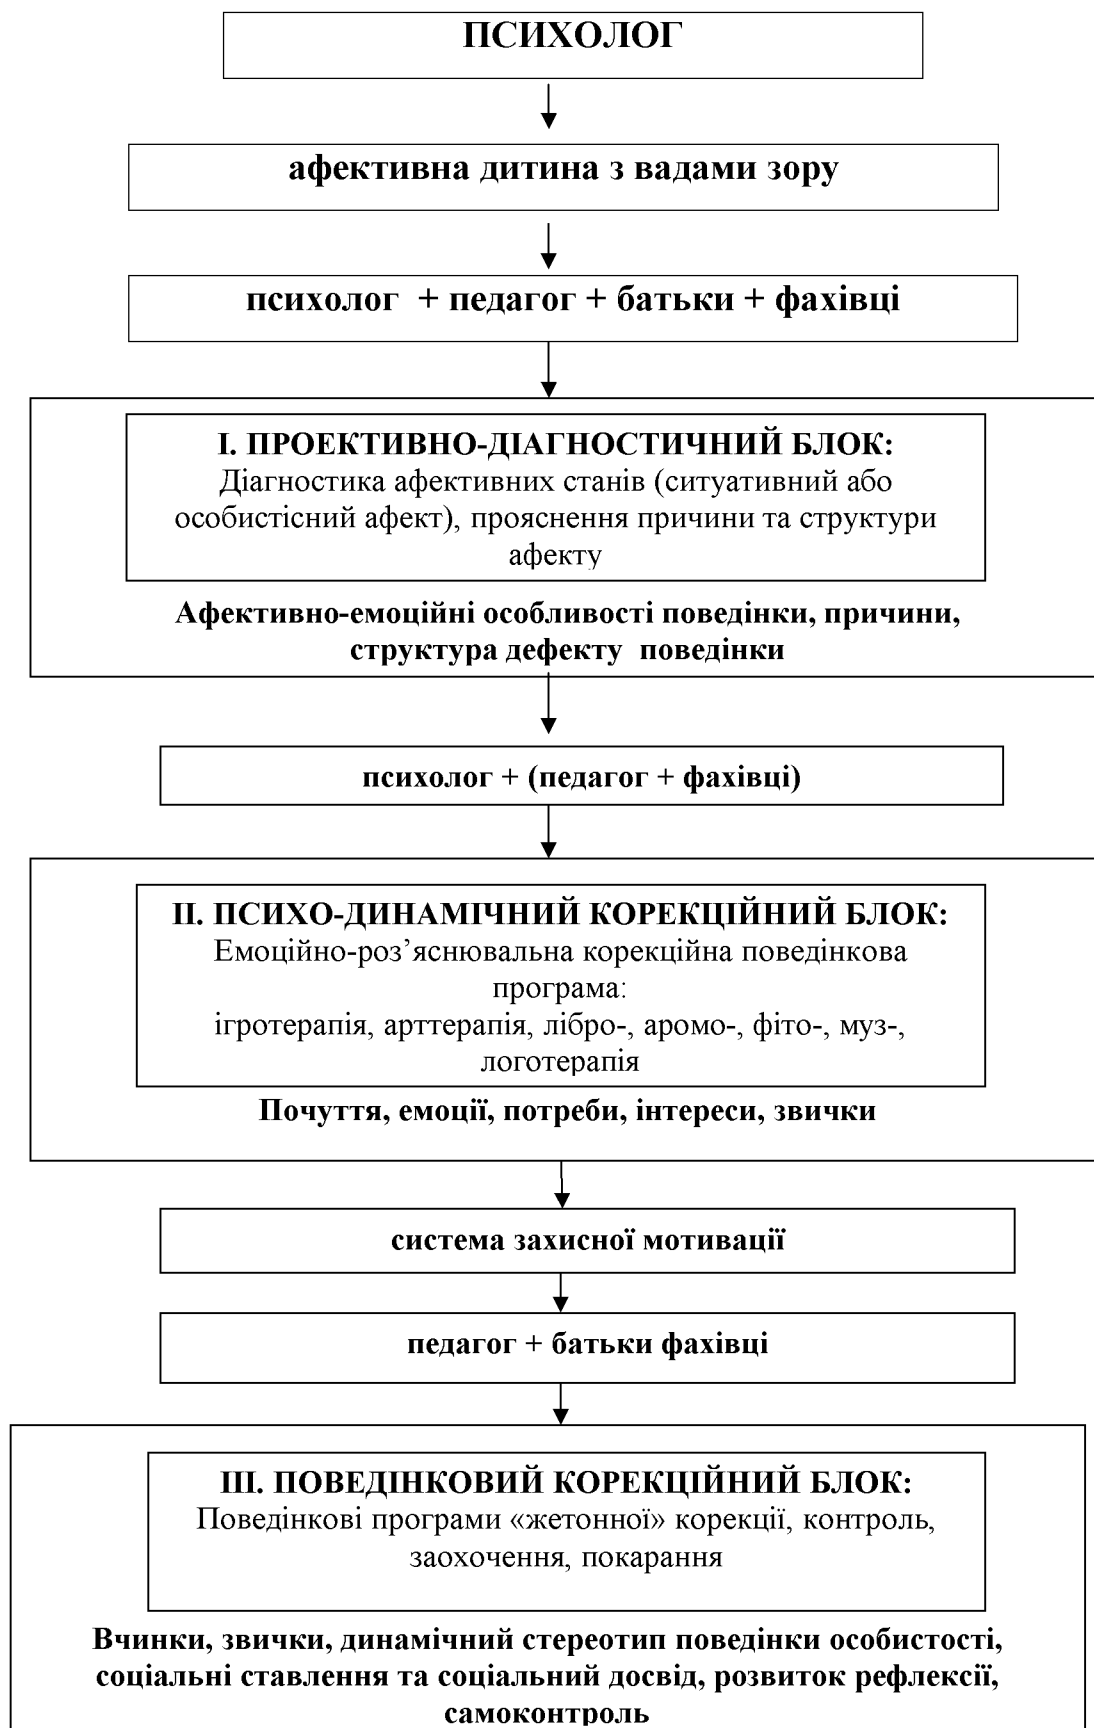 ПСИХОЛОГ
афективна дитина з вадами зору
психолог + педагог + батьки + фахівці
І. ПРОЕКТИВНО-ДІАГНОСТИЧНИЙ БЛОК:
Діагностика афективних станів (ситуативний або
особистісний афект), прояснення причини та структури
афекту
Афективно-емоційні особливості поведінки, причини,
структура дефекту поведінки
психолог + (педагог + фахівці)
ІІ. ПСИХО-ДИНАМІЧНИЙ КОРЕКЦІЙНИЙ БЛОК:
Емоційно-роз’яснювальна корекційна поведінкова
програма:
ігротерапія, арттерапія, лібро-, аромо-, фіто-, муз-,
логотерапія
Почуття, емоції, потреби, інтереси, звички
система захисної мотивації
педагог + батьки фахівці
ІІІ. ПОВЕДІНКОВИЙ КОРЕКЦІЙНИЙ БЛОК:
Поведінкові програми «жетонної» корекції, контроль,
заохочення, покарання
Вчинки, звички, динамічний стереотип поведінки особистості,
соціальні ставлення та соціальний досвід, розвиток рефлексії,
самоконтроль